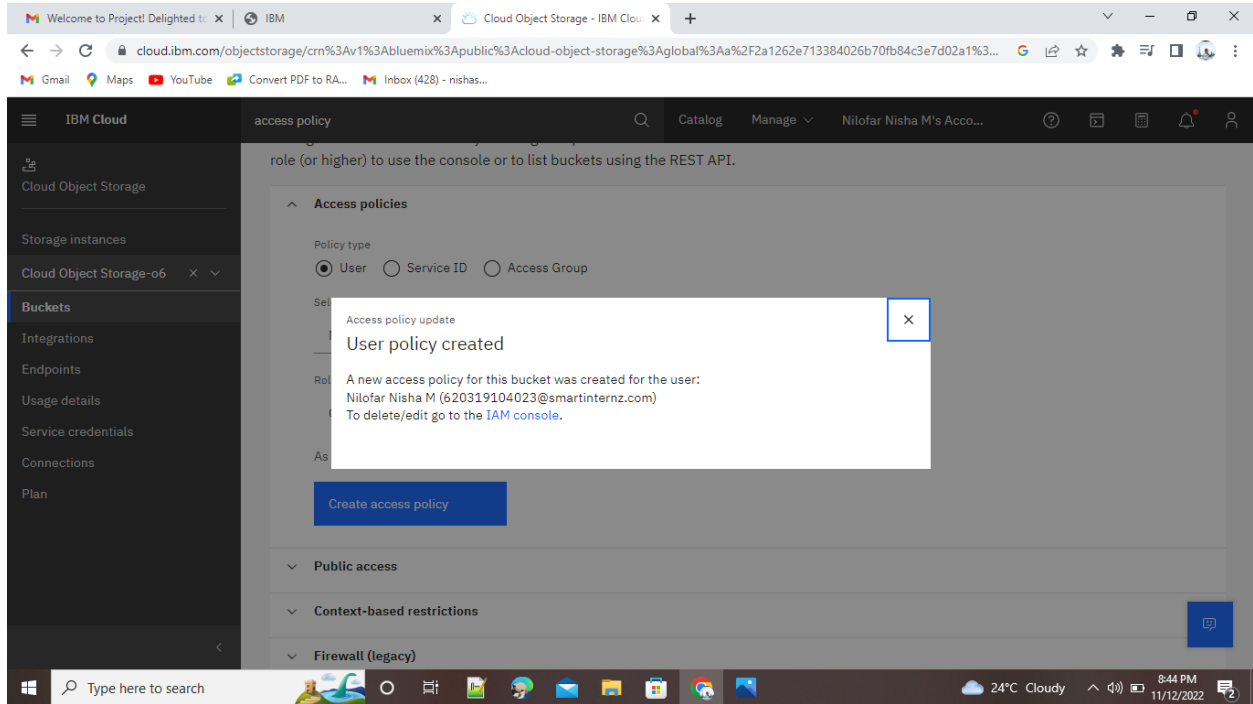 Welcome to Project! Delighted to
IBM
Cloud Object Storage - IBM Clou
cloud.ibm.com/objectstorage/crn%3Av1%3Abluemix%3Apublic%3Acloud-object-storage%3Aglobal%3Aa%2F2a1262e713384026b70fb84c3e7d02a1%3...
Gmail Maps YouTube Convert PDF to RA... Inbox (428) - nishas...
IBM Cloud access policy Catalog Manage Nilofar Nisha M's Acco...
role (or higher) to use the console or to list buckets using the REST API.
Cloud Object Storage
Storage instances
Cloud Object Storage-o6
Buckets
Integrations
Endpoints
Usage details
Service credentials
Connections
Plan
Access policies
Policy type
User Service ID Access Group
Sel
Rol
As
Access policy update
User policy created
A new access policy for this bucket was created for the user:
Nilofar Nisha M (620319104023@smartinternz.com)
To delete/edit go to the IAM console.
Create access policy
Public access
Context-based restrictions
Firewall (legacy)
Type here to search
24°C Cloudy
8:44 PM
11/12/2022
2